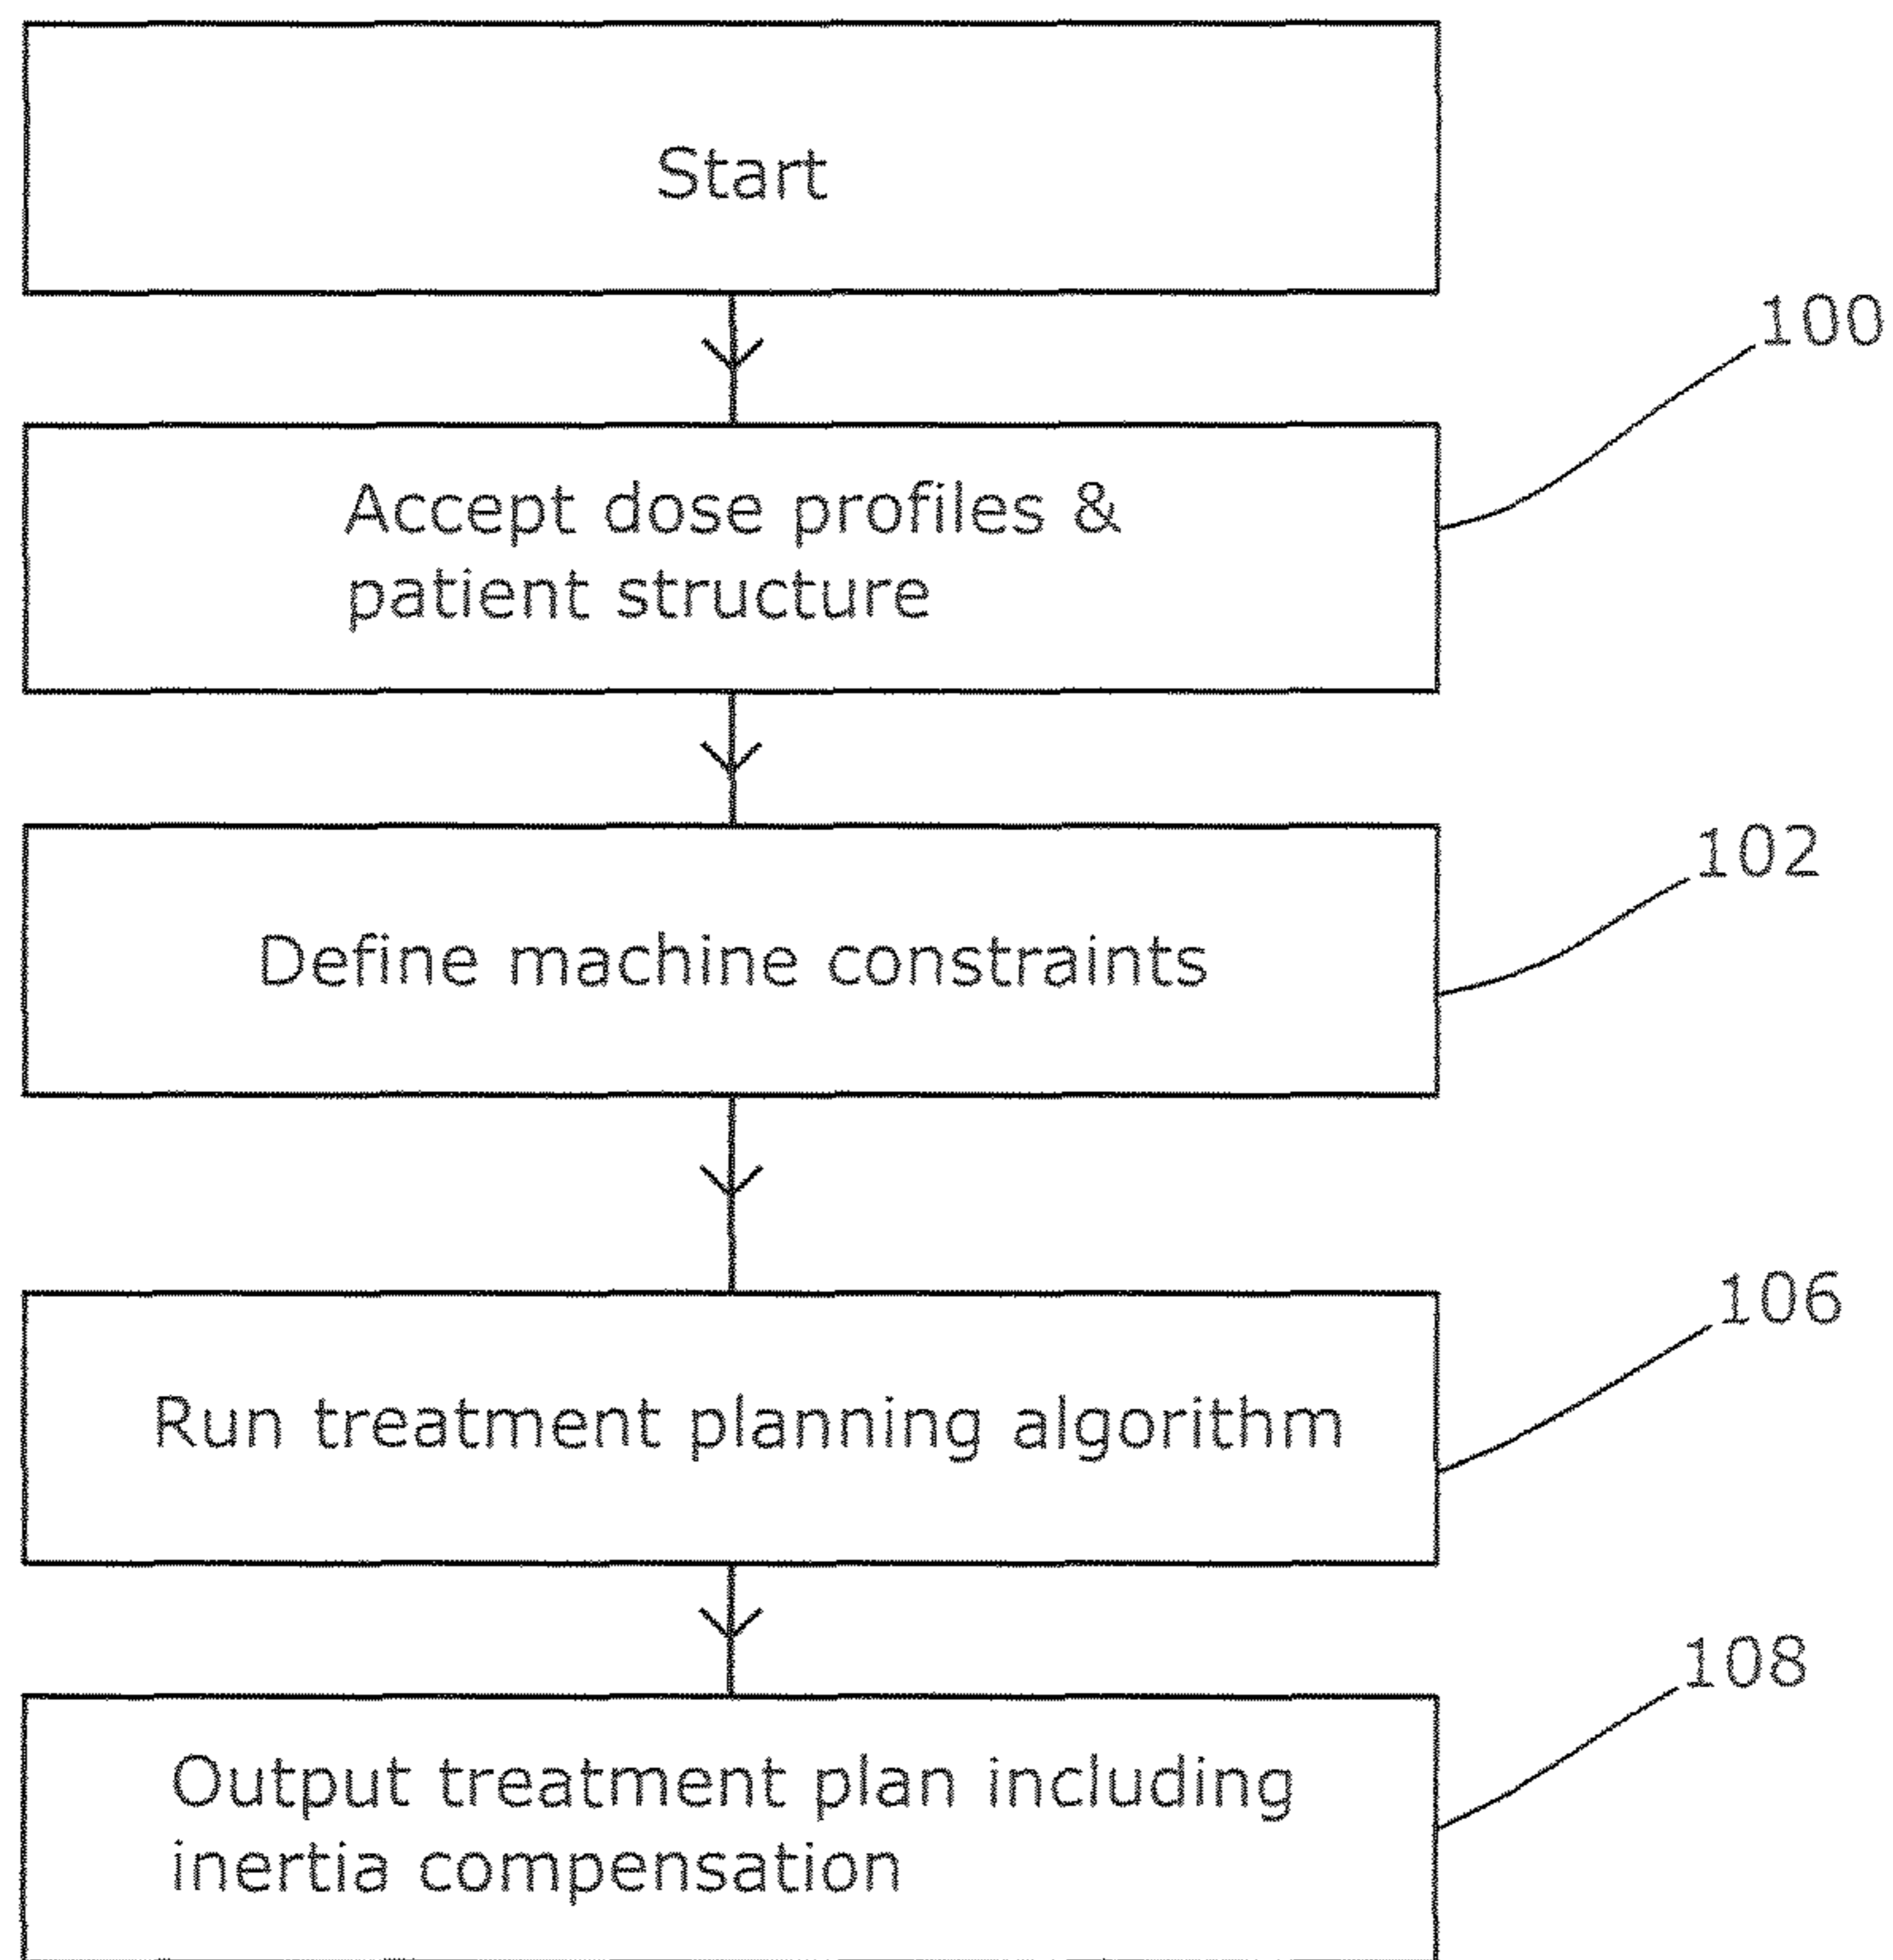 Start
100
Accept dose profiles &
patient structure
102
Define machine constraints
106
Run treatment planning algorithm
108
Output treatment plan including
inertia compensation